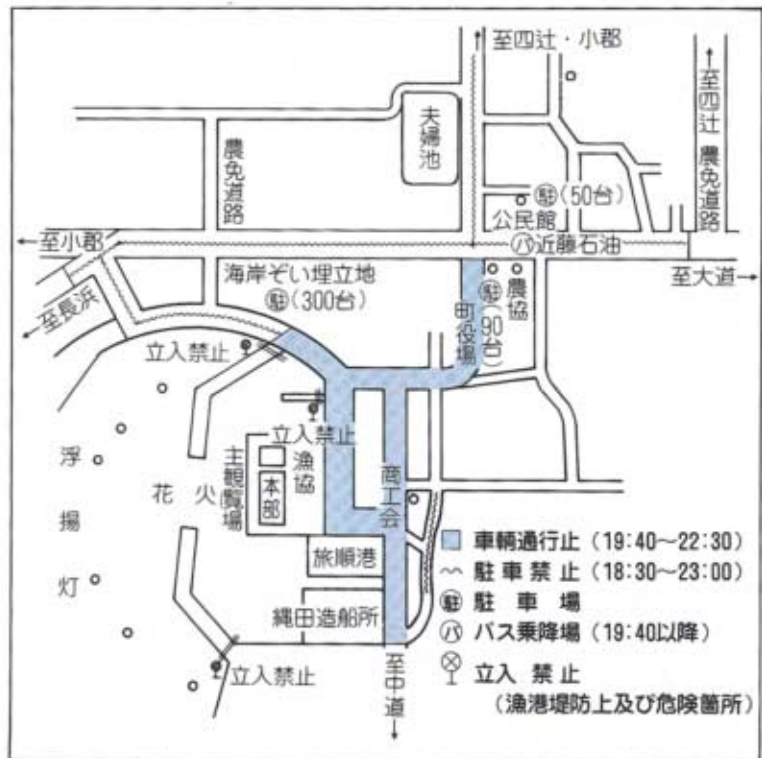 至四辻・小郡
至四辻 農免道路
夫婦池
農免道路
駐(50台)
公民館
バ近藤石油
至小郡
至大道
海岸ぞい埋立地
駐(300台)
農協
駐(90台)
町役場
至長浜
立入禁止
立入禁止
浮揚灯
花火
主観覧場
本部
漁協
商工会
旅順港
縄田造船所
立入禁止
至中道
車輌通行止(19:40〜22:30)
駐車禁止(18:30〜23:00)
駐 駐車場
バ バス乗降場(19:40以降)
立入禁止
(漁港堤防上及び危険箇所)